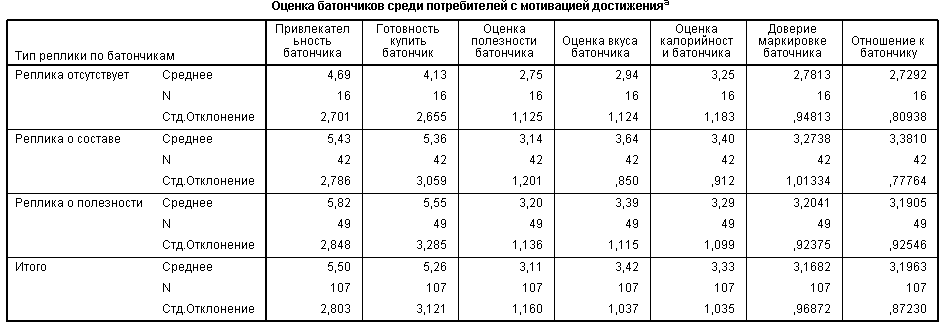 Оценка батончиков среди потребителей с мотивацией достижения^a
Тип реплики по батончикам Привлекательность батончика Готовность купить батончик Оценка полезности батончика Оценка вкуса батончика Оценка калорийности батончика Доверие маркировке батончика Отношение к батончику
Реплика отсутствует Среднее 4,69 4,13 2,75 2,94 3,25 2,7813 2,7292
N 16 16 16 16 16 16 16
Стд.Отклонение 2,701 2,655 1,125 1,124 1,183 ,94813 ,80938
Реплика о составе Среднее 5,43 5,36 3,14 3,64 3,40 3,2738 3,3810
N 42 42 42 42 42 42 42
Стд.Отклонение 2,786 3,059 1,201 ,850 ,912 1,01334 ,77764
Реплика о полезности Среднее 5,82 5,55 3,20 3,39 3,29 3,2041 3,1905
N 49 49 49 49 49 49 49
Стд.Отклонение 2,848 3,285 1,136 1,115 1,099 ,92375 ,92546
Итого Среднее 5,50 5,26 3,11 3,42 3,33 3,1682 3,1963
N 107 107 107 107 107 107 107
Стд.Отклонение 2,803 3,121 1,160 1,037 1,035 ,96872 ,87230